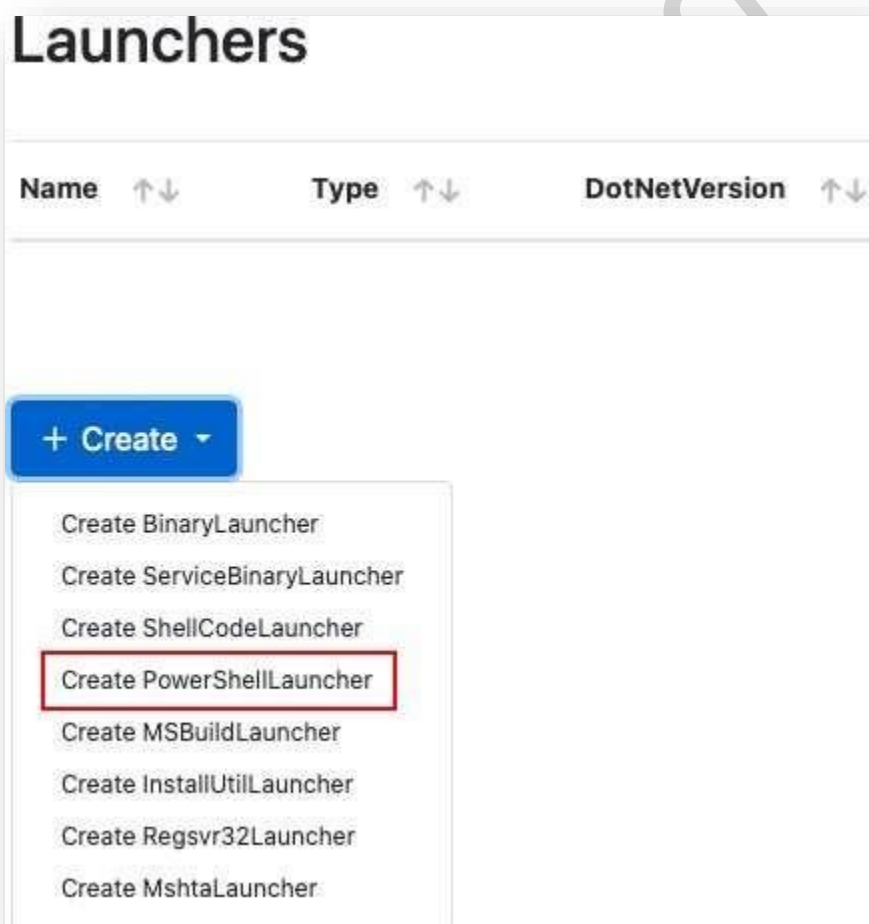 Launchers
Name ↑↓ Type ↑↓ DotNetVersion ↑↓
+ Create
Create BinaryLauncher
Create ServiceBinaryLauncher
Create ShellCodeLauncher
Create PowerShellLauncher
Create MSBuildLauncher
Create InstallUtilLauncher
Create Regsvr32Launcher
Create MshtaLauncher